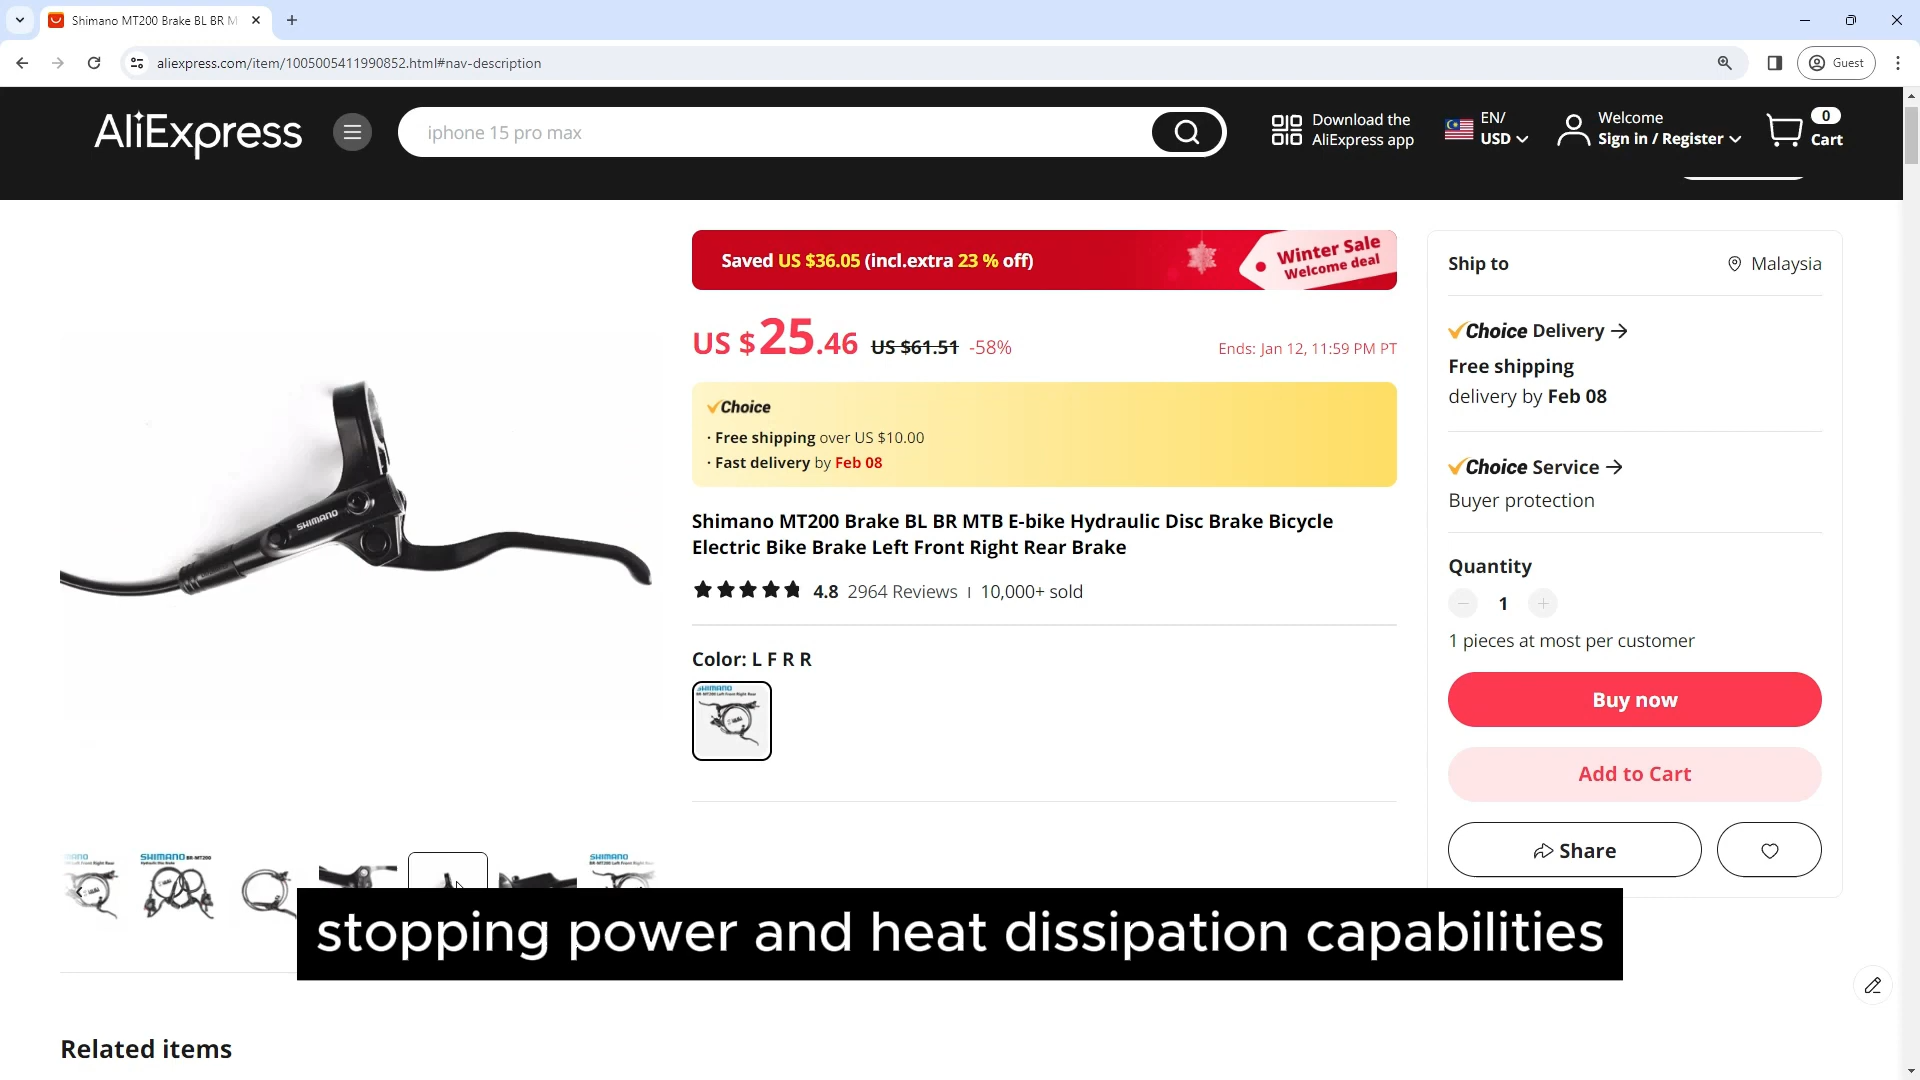 Shimano MT200 Brake BL BR M
aliexpress.com/item/1005005411990852.html#nav-description
Guest
AliExpress
iphone 15 pro max
Download the
AliExpress app
EN/
USD
Welcome
Sign in / Register
0
Cart
Saved US $36.05 (incl.extra 23 % off)
Winter Sale
Welcome deal
US $25.46 US $61.51 -58%
Ends: Jan 12, 11:59 PM PT
Choice
· Free shipping over US $10.00
· Fast delivery by Feb 08
Shimano MT200 Brake BL BR MTB E-bike Hydraulic Disc Brake Bicycle
Electric Bike Brake Left Front Right Rear Brake
4.8 2964 Reviews | 10,000+ sold
Color: L F R R
SHIMANO
Ship to
Malaysia
Choice Delivery
Free shipping
delivery by Feb 08
Choice Service
Buyer protection
Quantity
1
1 pieces at most per customer
Buy now
Add to Cart
Share
SHIMANO
SHIMANO BR-MT200
SHIMANO
stopping power and heat dissipation capabilities
Related items